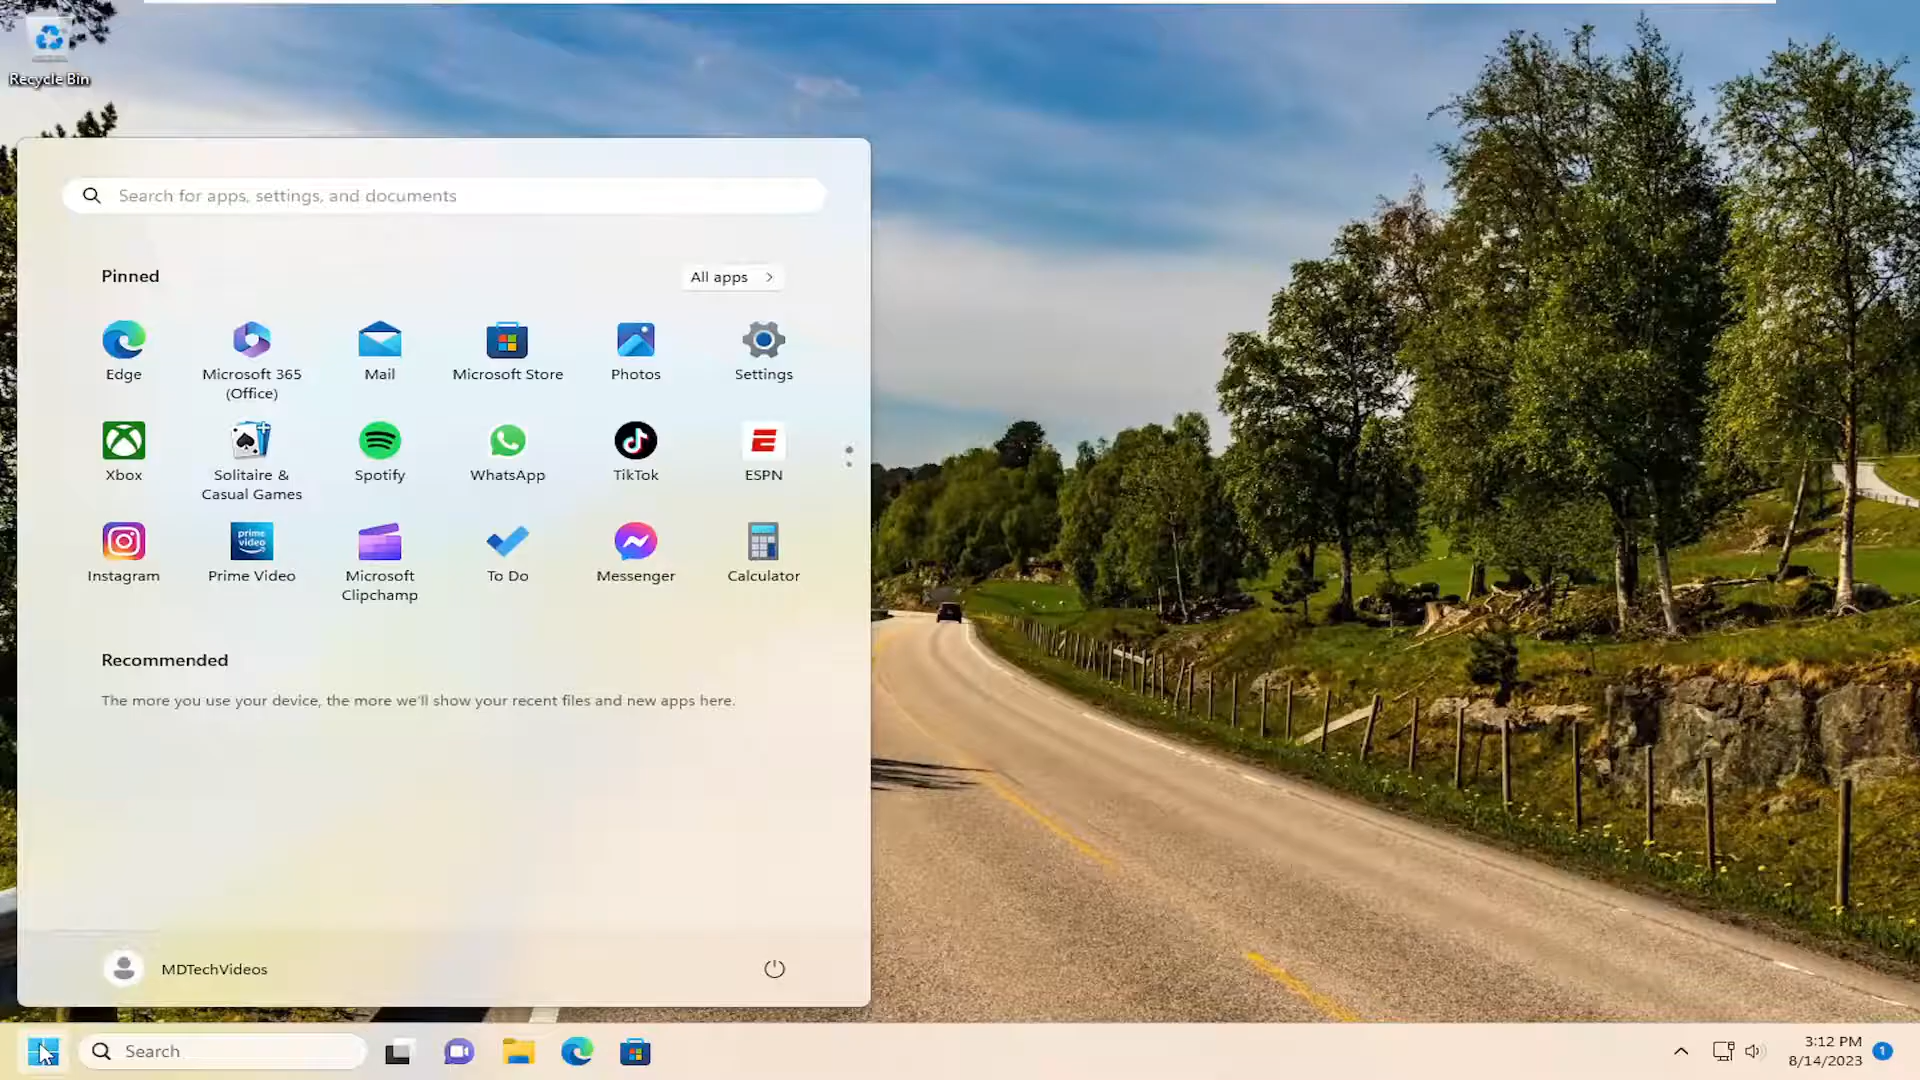 Recycle Bin
Search for apps, settings, and documents
Pinned
All apps
Edge
Microsoft 365
(Office)
Mail
Microsoft Store
Photos
Settings
Xbox
Solitaire &
Casual Games
Spotify
WhatsApp
TikTok
ESPN
Instagram
prime
video
Prime Video
Microsoft
Clipchamp
To Do
Messenger
Calculator
Recommended
The more you use your device, the more we'll show your recent files and new apps here.
MDTechVideos
Search
3:12 PM
8/14/2023
1